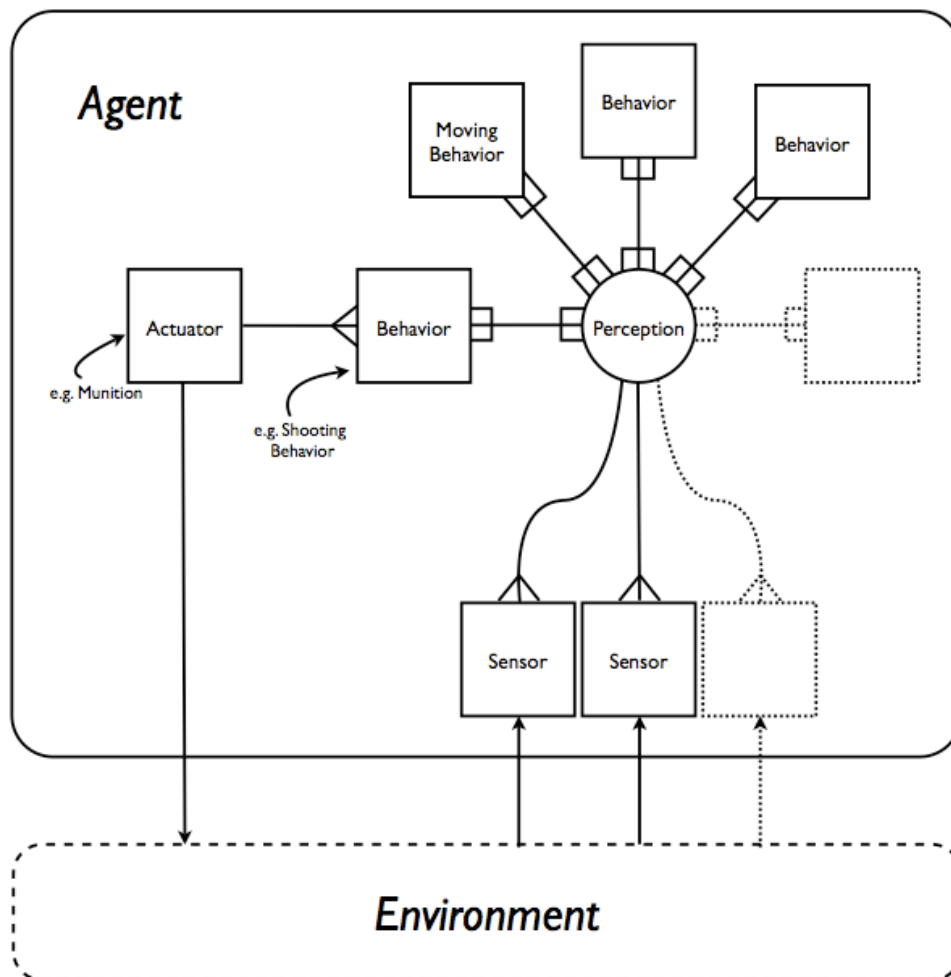 Agent
Behavior
Moving
Behavior
Behavior
Actuator
Behavior
Perception
e.g. Munition
e.g. Shooting
Behavior
Sensor
Sensor
Environment